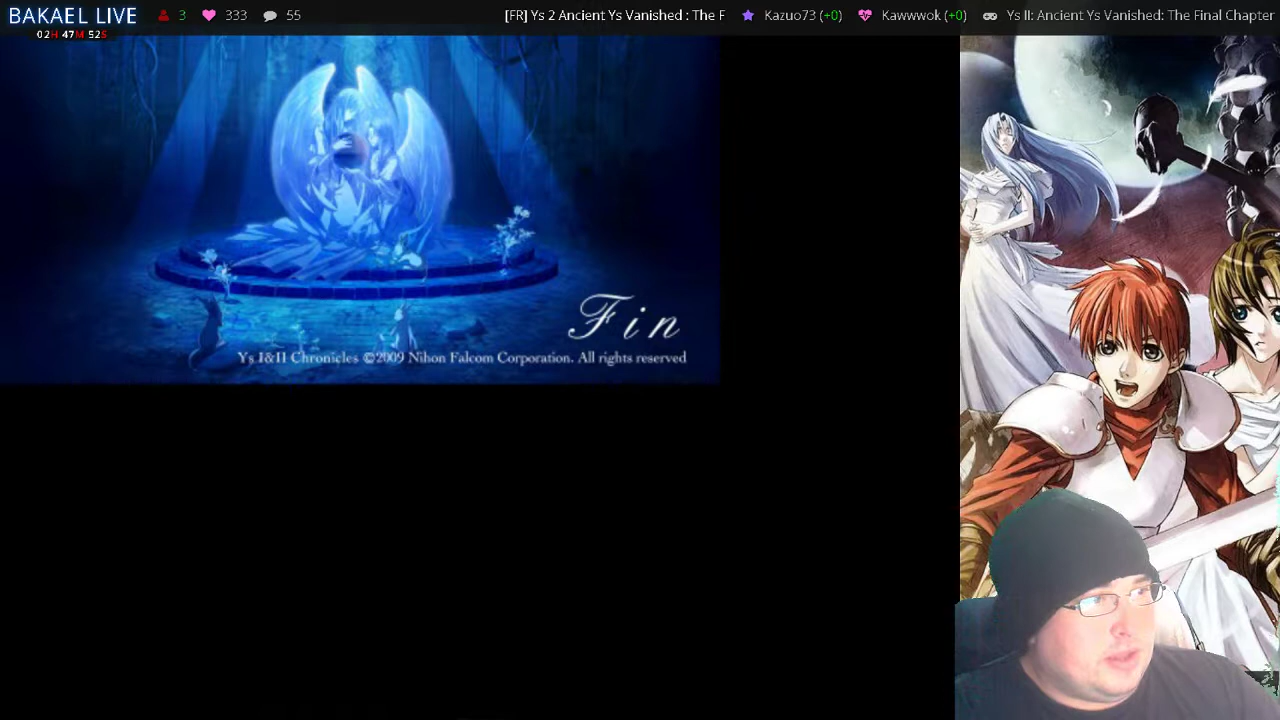 BAKAEL LIVE 3 333 55 [FR] Ys 2 Ancient Ys Vanished : The F Kazuo73 (+0) Kawwwok (+0) Ys II: Ancient Ys Vanished: The Final Chapter
02H 47M 52S
Fin
Ys I&II Chronicles ©2009 Nihon Falcom Corporation. All rights reserved